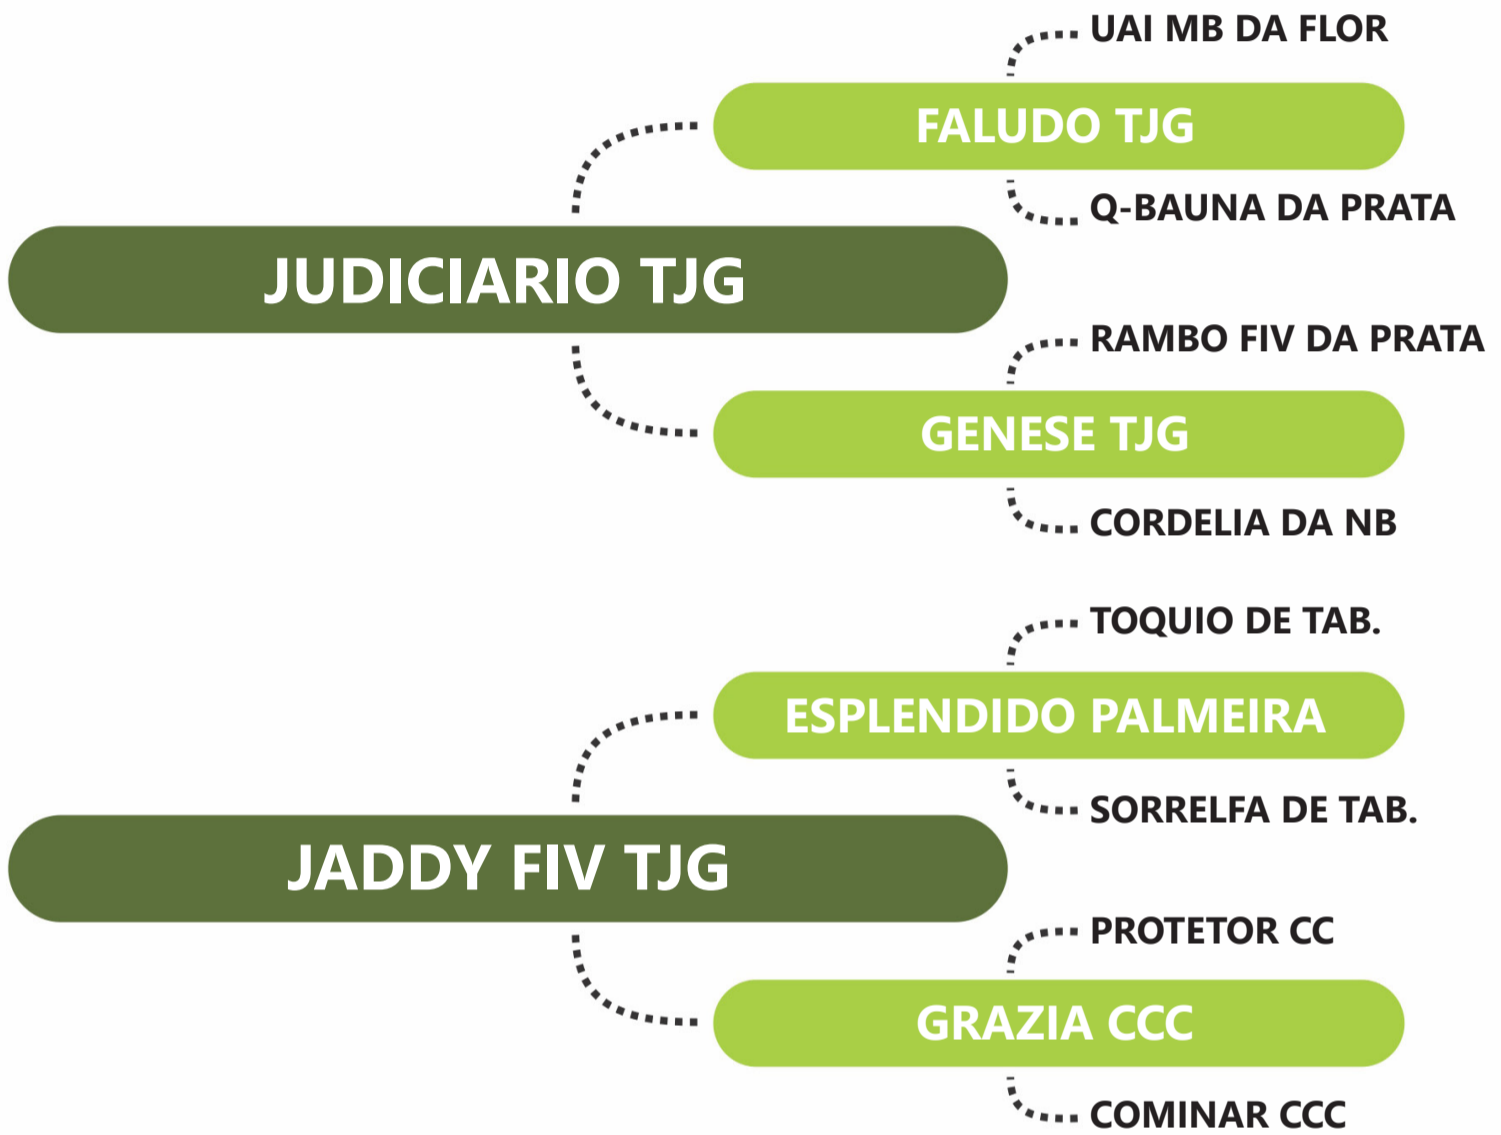 UAI MB DA FLOR
FALUDO TJG
Q-BAUNA DA PRATA
JUDICIARIO TJG
RAMBO FIV DA PRATA
GENESE TJG
CORDELIA DA NB
TOQUIO DE TAB.
ESPLENDIDO PALMEIRA
SORRELFA DE TAB.
JADDY FIV TJG
PROTETOR CC
GRAZIA CCC
COMINAR CCC